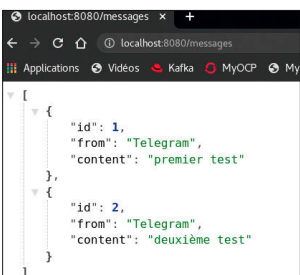 localhost:8080/messages × +
localhost:8080/messages
Applications Vidéos Kafka MyOCP My
[
{
"id": 1,
"from": "Telegram",
"content": "premier test"
},
{
"id": 2,
"from": "Telegram",
"content": "deuxième test"
}
]